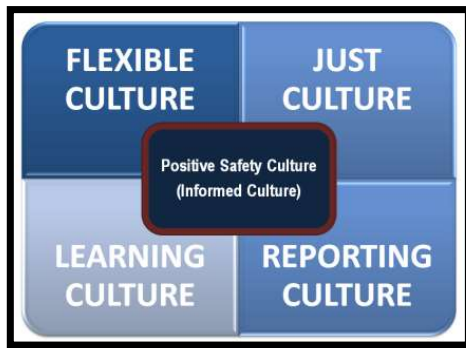 FLEXIBLE
CULTURE
JUST
CULTURE
Positive Safety Culture
(Informed Culture)
LEARNING
CULTURE
REPORTING
CULTURE